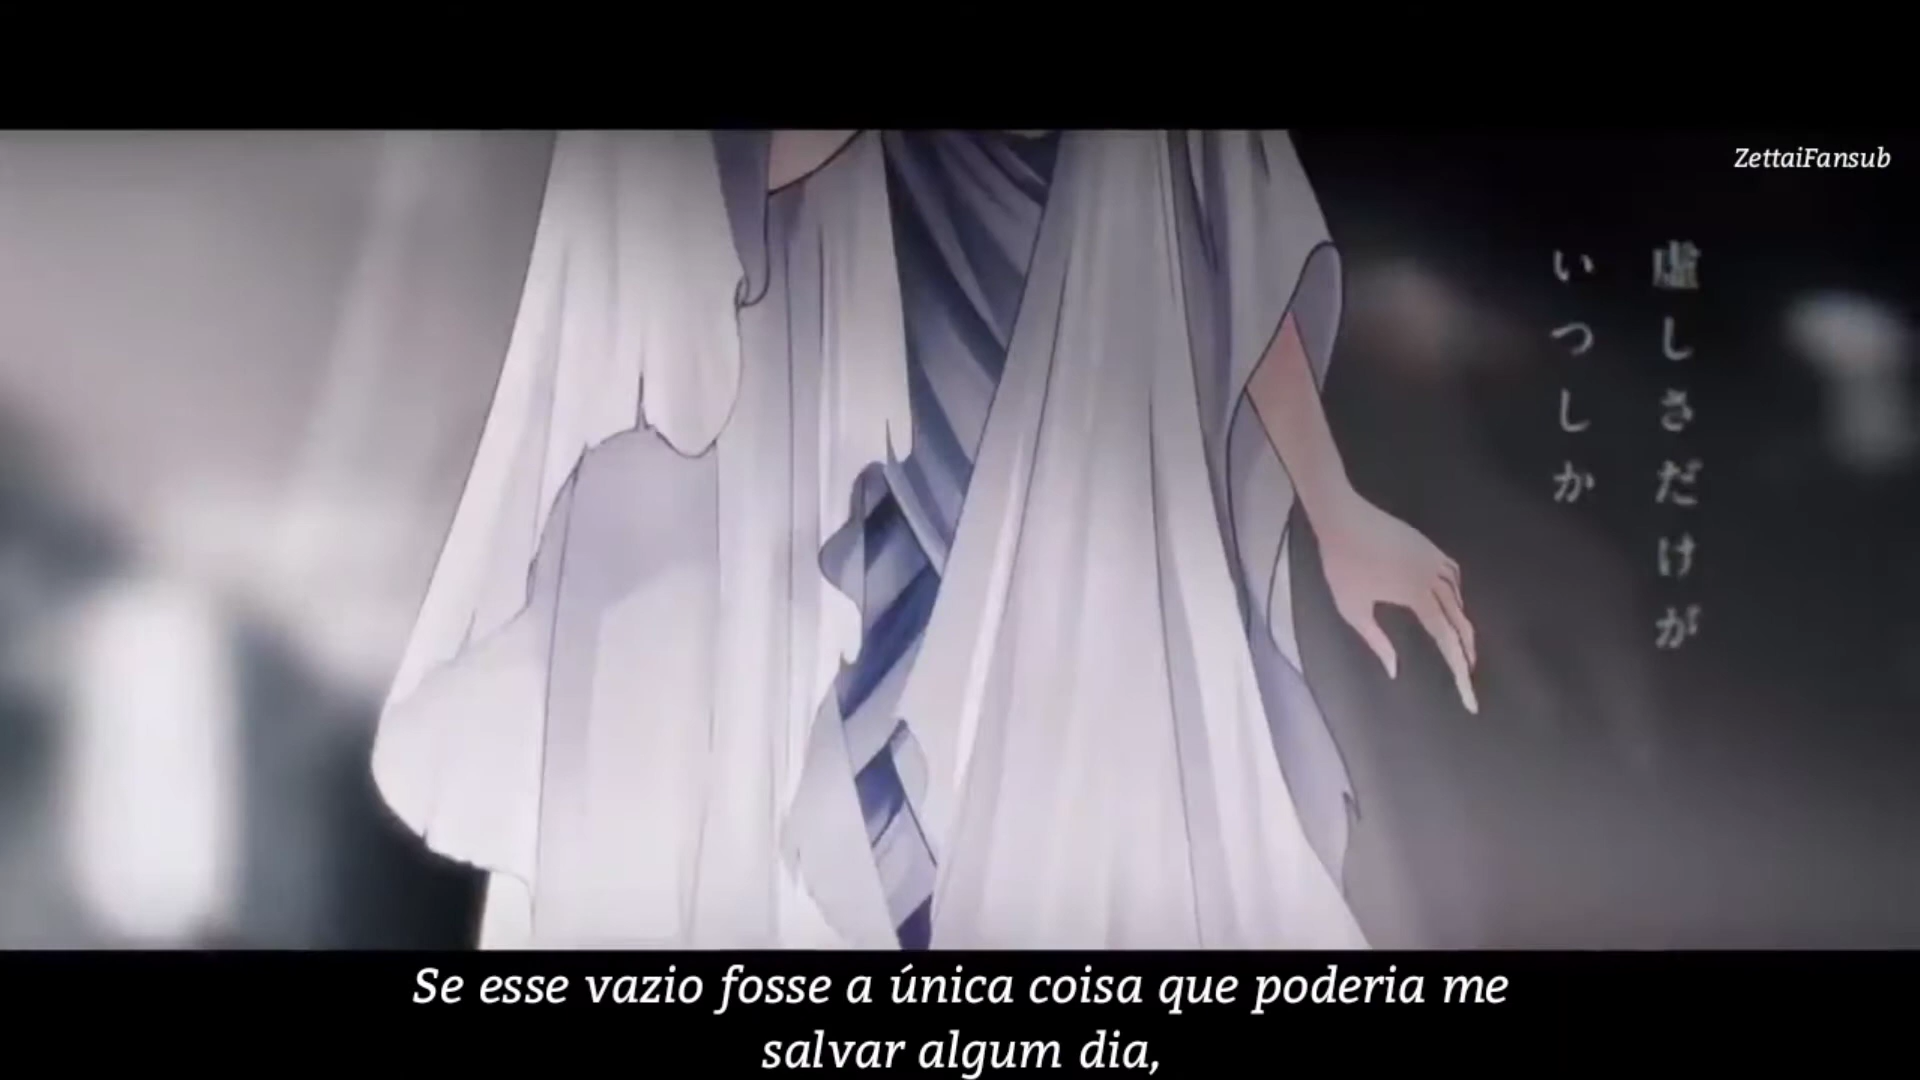 ZettaiFansub
虚しさだけが
いつしか
Se esse vazio fosse a única coisa que poderia me
salvar algum dia,